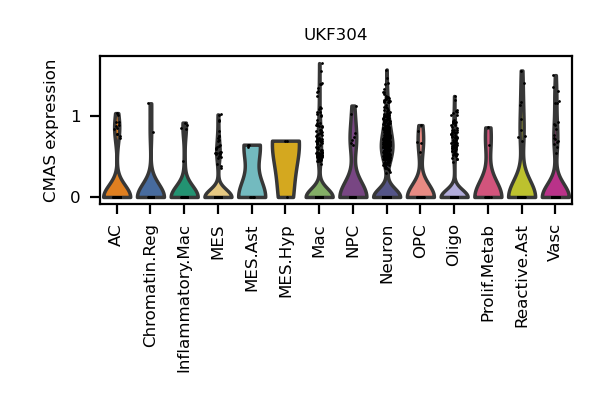 UKF304
CMAS expression
1
0
AC
Chromatin.Reg
Inflammatory.Mac
MES
MES.Ast
MES.Hyp
Mac
NPC
Neuron
OPC
Oligo
Prolif.Metab
Reactive.Ast
Vasc